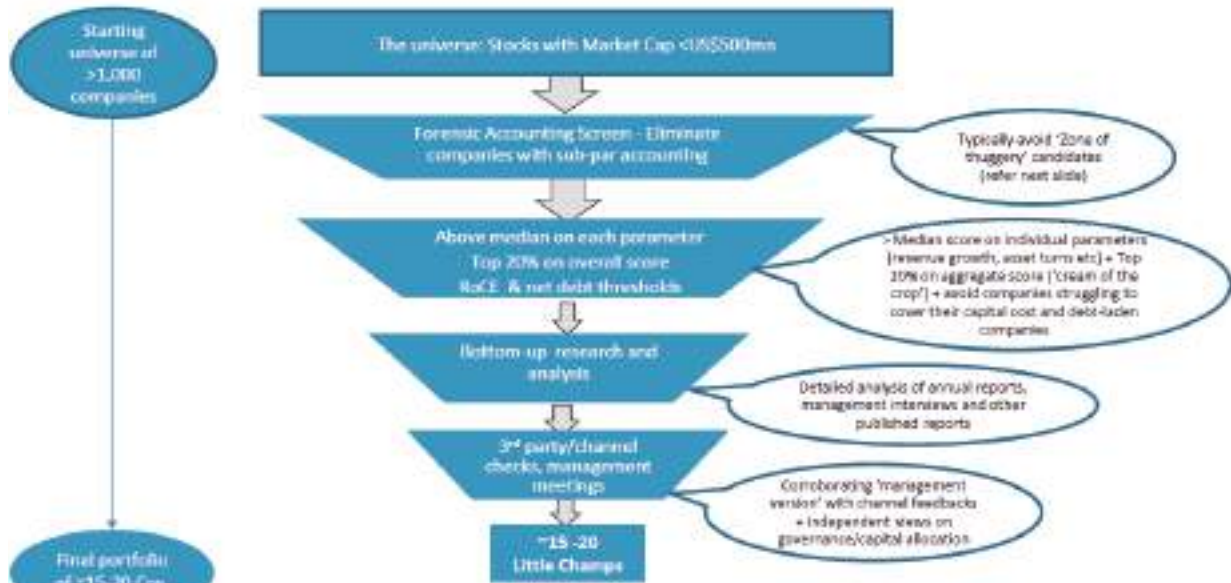 Starting
universe of
>1,000
companies
The universe: Stocks with Market Cap <US$500mn
Forensic Accounting Screen - Eliminate
companies with sub-par accounting
Typically avoid 'Zone of
thuggery' candidates
(refer next slide)
Above median on each parameter
Top 20% on overall score
RoCE & net debt thresholds
> Median score on individual parameters
(revenue growth, asset turns etc) + Top
20% on aggregate score ('cream of the
crop') + avoid companies struggling to
cover their capital cost and debt-laden
companies
Bottom-up research and
analysis
Detailed analysis of annual reports,
management interviews and other
published reports
3rd party/channel
checks, management
meetings
Corroborating 'management
version' with channel feedbacks
+ independent views on
governance/capital allocation
~15 -20
Little Champs
Final portfolio
of ~15-20